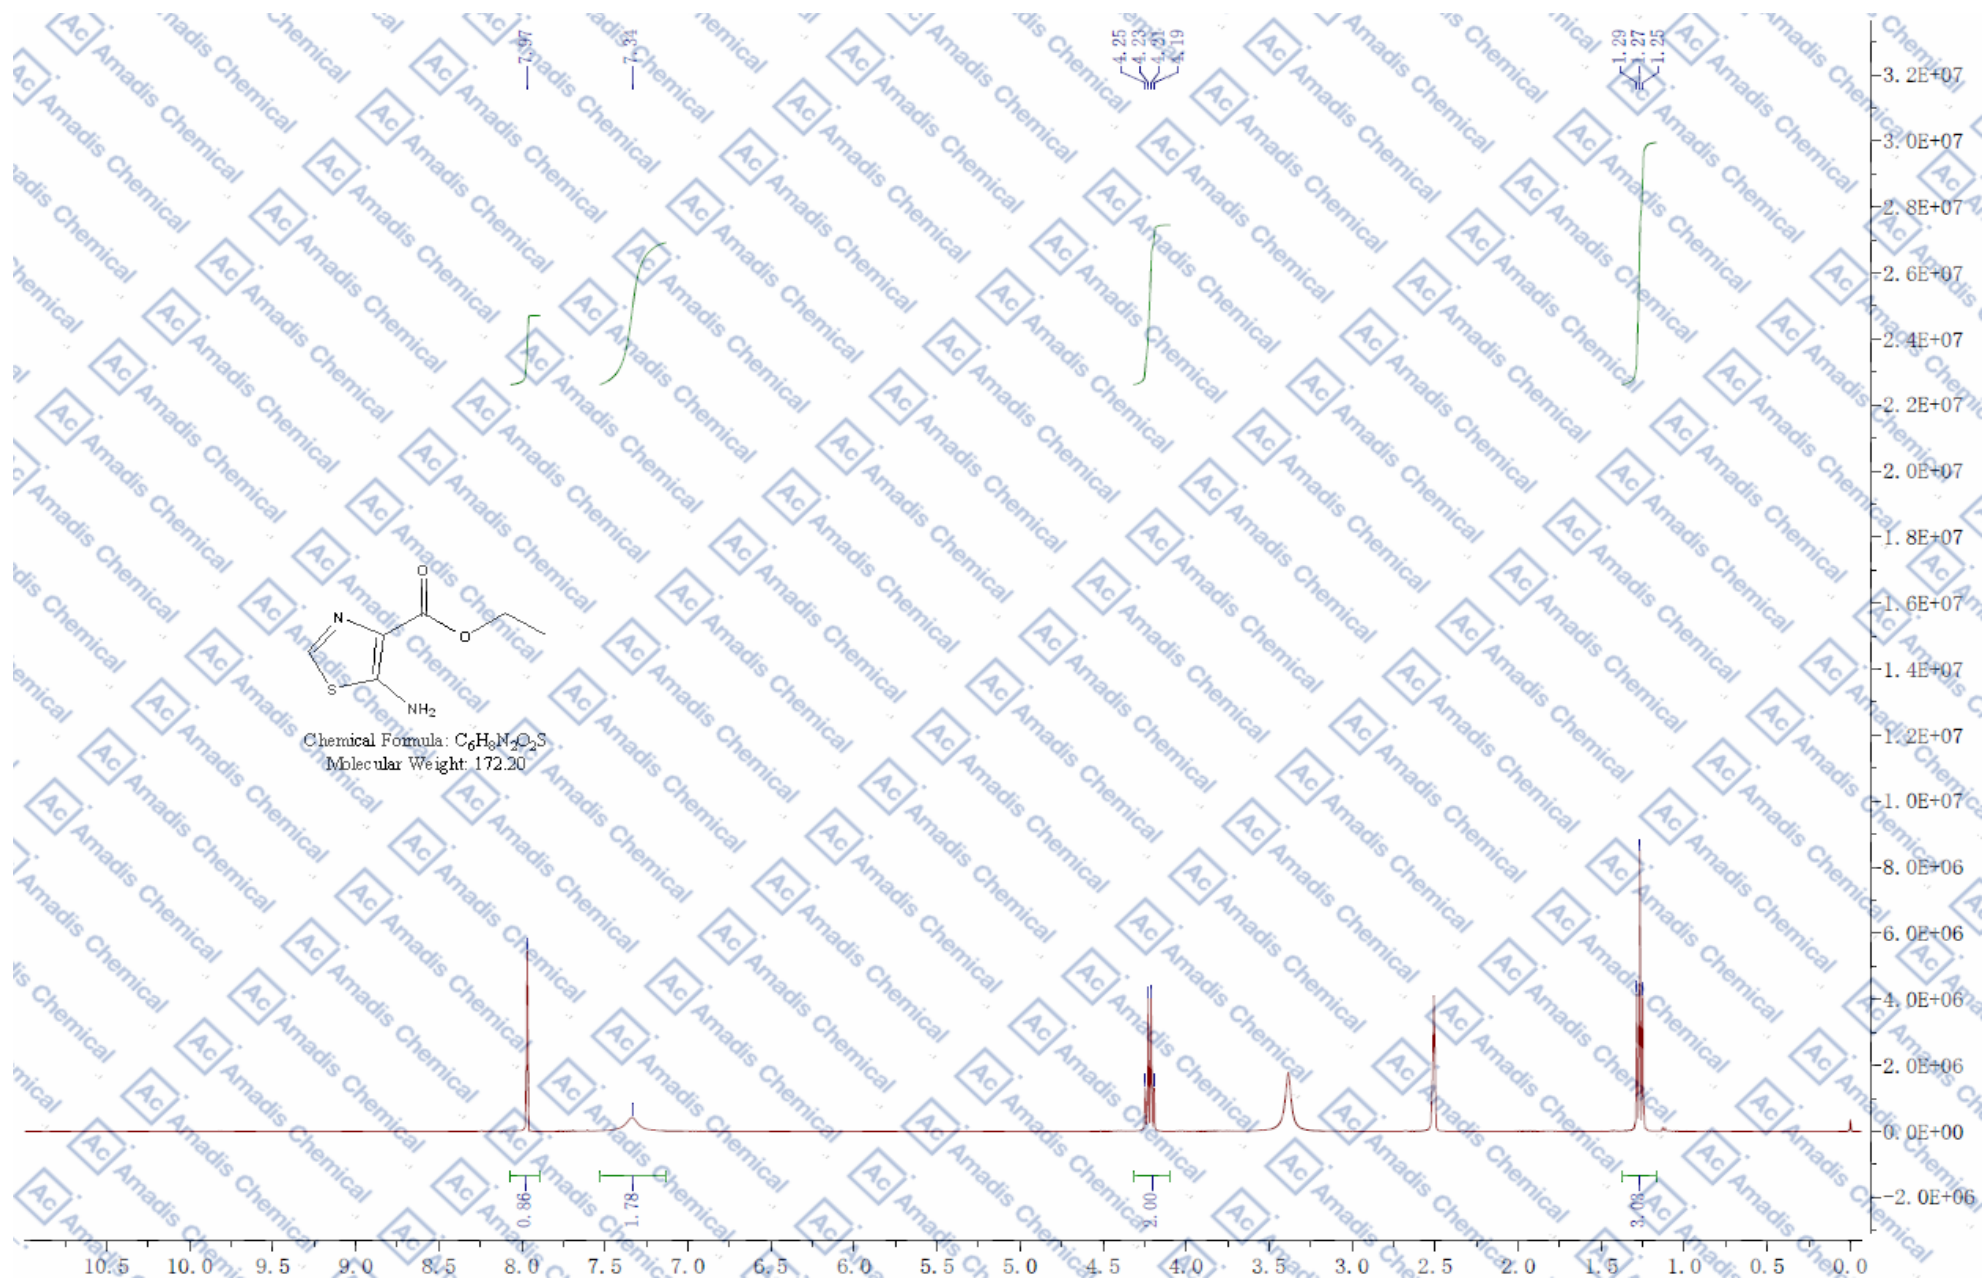 7.97
7.34
4.25
4.23
4.21
4.19
1.29
1.27
1.25
3.2E+07
3.0E+07
2.8E+07
2.6E+07
2.4E+07
2.2E+07
2.0E+07
1.8E+07
1.6E+07
1.4E+07
1.2E+07
1.0E+07
8.0E+06
6.0E+06
4.0E+06
2.0E+06
0.0E+00
-2.0E+06
O
N
O
S
NH₂
Chemical Formula: C₆H₈N₂O₂S
Molecular Weight: 172.20
0.86
1.78
2.00
3.08
10.5 10.0 9.5 9.0 8.5 8.0 7.5 7.0 6.5 6.0 5.5 5.0 4.5 4.0 3.5 3.0 2.5 2.0 1.5 1.0 0.5 0.0
Ac Amadis Chemical